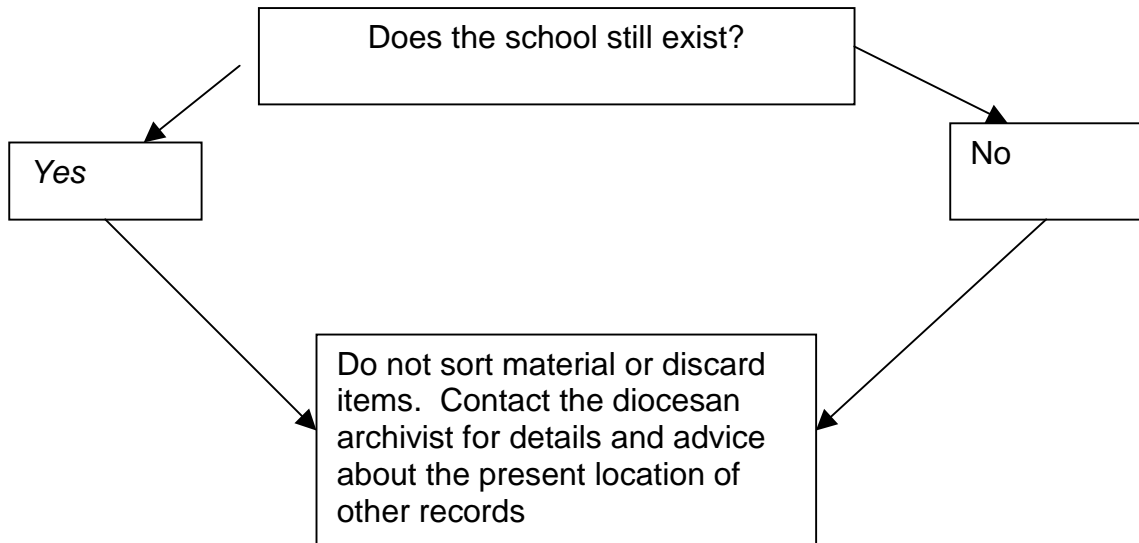 Does the school still exist?
Yes
No
Do not sort material or discard
items.  Contact the diocesan
archivist for details and advice
about the present location of
other records